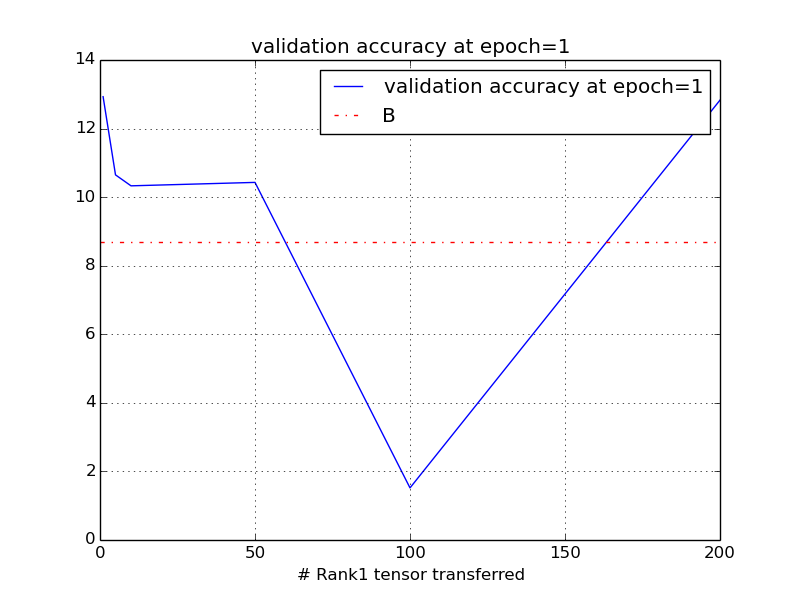 validation accuracy at epoch=1
validation accuracy at epoch=1
B
14
12
10
8
6
4
2
0
0 50 100 150 200
# Rank1 tensor transferred